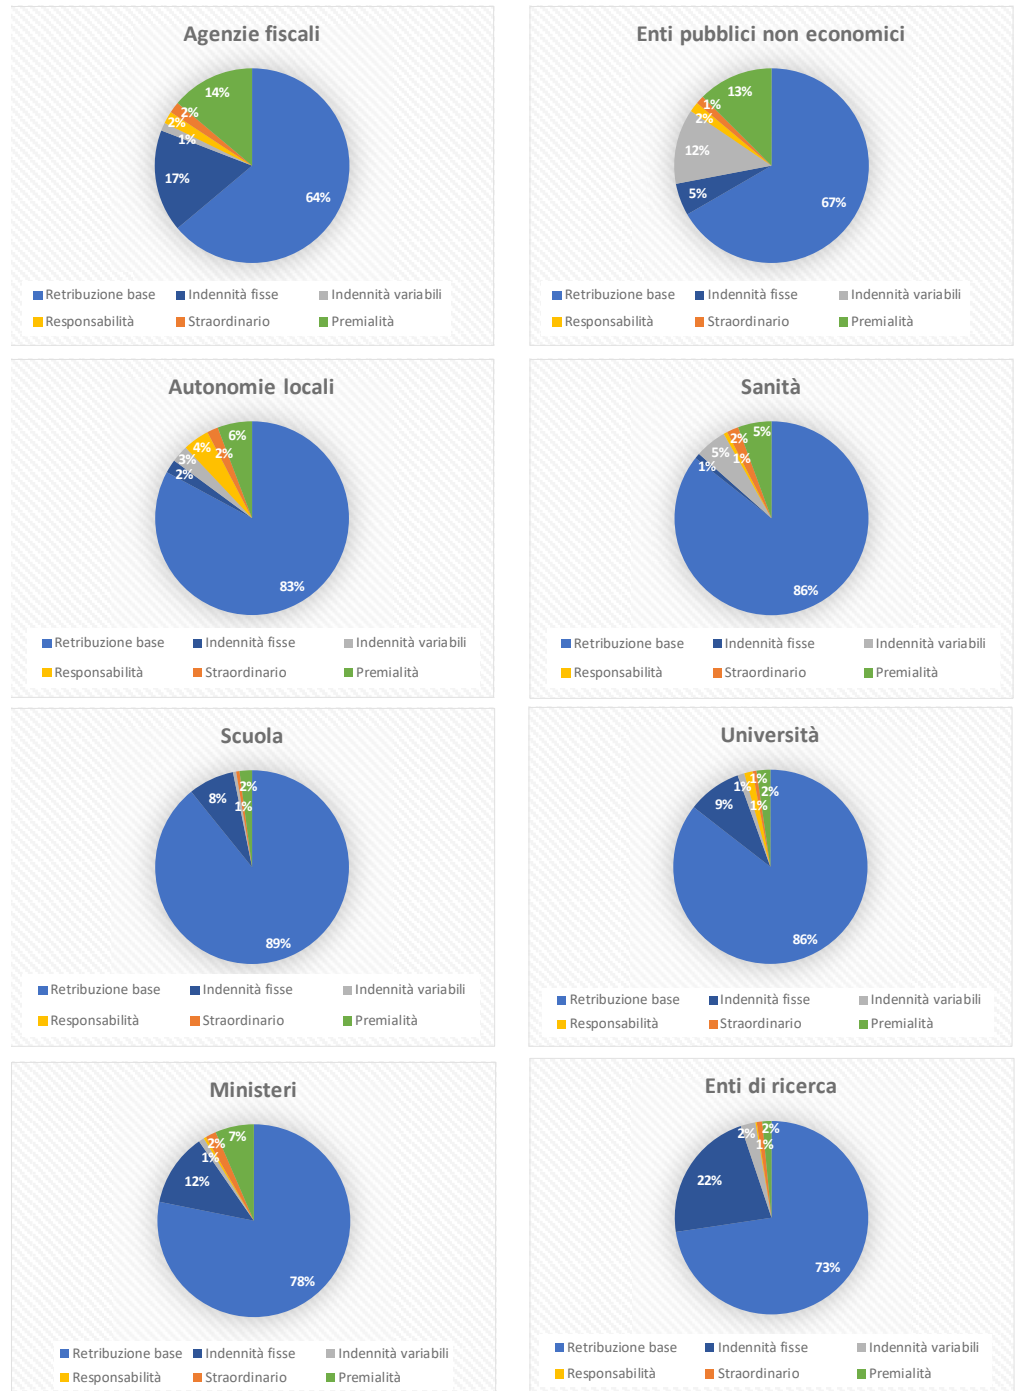 Agenzie fiscali
14%
2%
2%
1%
17%
64%
Retribuzione base Indennità fisse Indennità variabili
Responsabilità Straordinario Premialità
Enti pubblici non economici
13%
1%
2%
12%
5%
67%
Retribuzione base Indennità fisse Indennità variabili
Responsabilità Straordinario Premialità
Autonomie locali
6%
4%
2%
3%
2%
83%
Retribuzione base Indennità fisse Indennità variabili
Responsabilità Straordinario Premialità
Sanità
5%
2%
5%
1%
1%
86%
Retribuzione base Indennità fisse Indennità variabili
Responsabilità Straordinario Premialità
Scuola
2%
8%
1%
89%
Retribuzione base Indennità fisse Indennità variabili
Responsabilità Straordinario Premialità
Università
1%
1%
2%
9%
1%
86%
Retribuzione base Indennità fisse Indennità variabili
Responsabilità Straordinario Premialità
Ministeri
7%
2%
1%
12%
78%
Retribuzione base Indennità fisse Indennità variabili
Responsabilità Straordinario Premialità
Enti di ricerca
2%
2%
1%
22%
73%
Retribuzione base Indennità fisse Indennità variabili
Responsabilità Straordinario Premialità